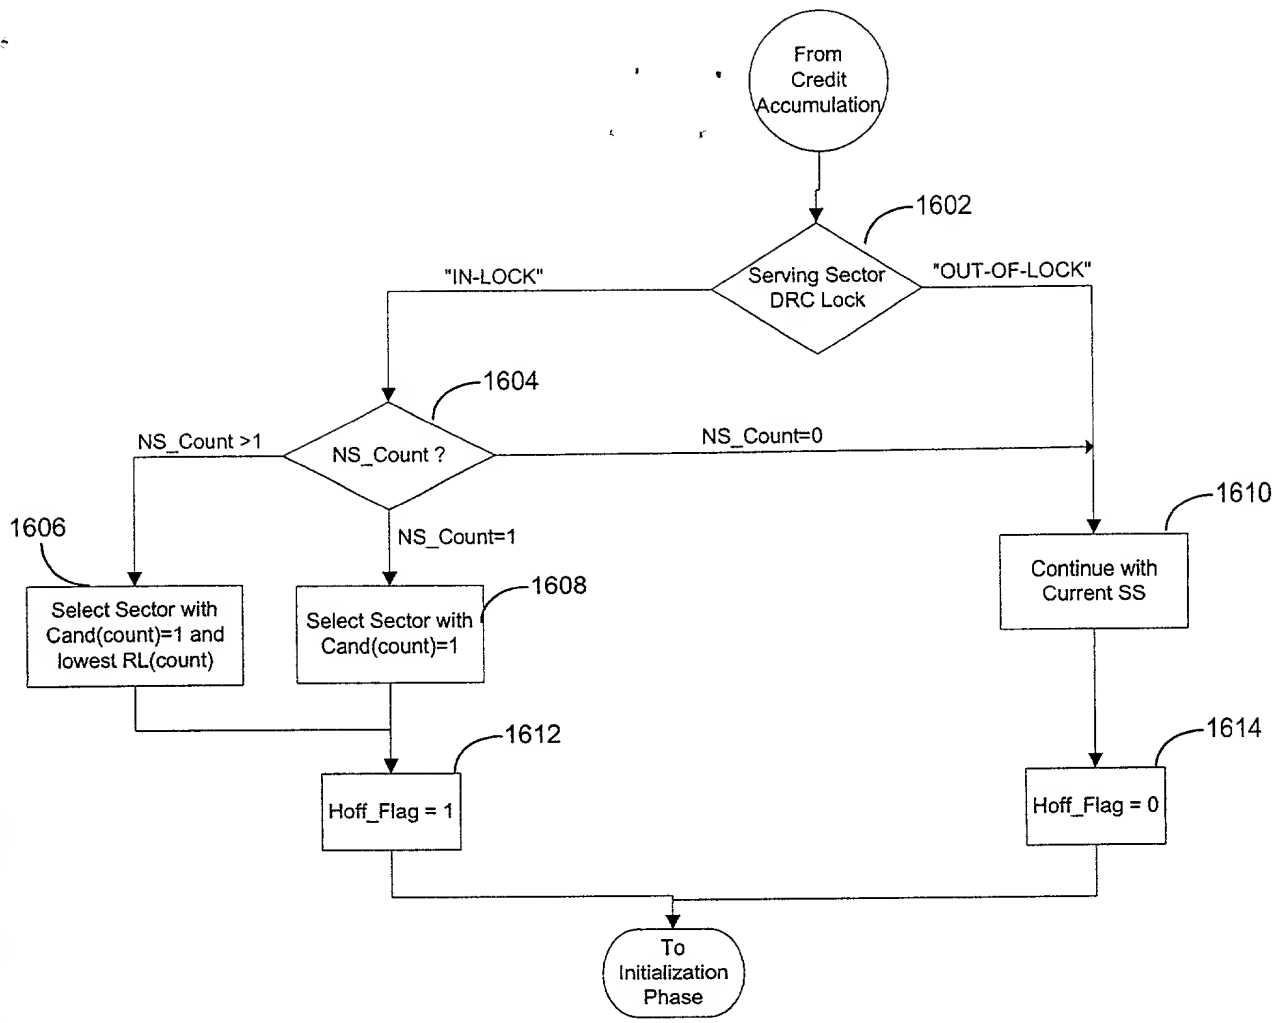 From
Credit
Accumulation
1602
"IN-LOCK"
Serving Sector
DRC Lock
"OUT-OF-LOCK"
1604
NS_Count >1
NS_Count ?
NS_Count=0
NS_Count=1
1606
Select Sector with
Cand(count)=1 and
lowest RL(count)
1608
Select Sector with
Cand(count)=1
1610
Continue with
Current SS
1612
Hoff_Flag = 1
1614
Hoff_Flag = 0
To
Initialization
Phase